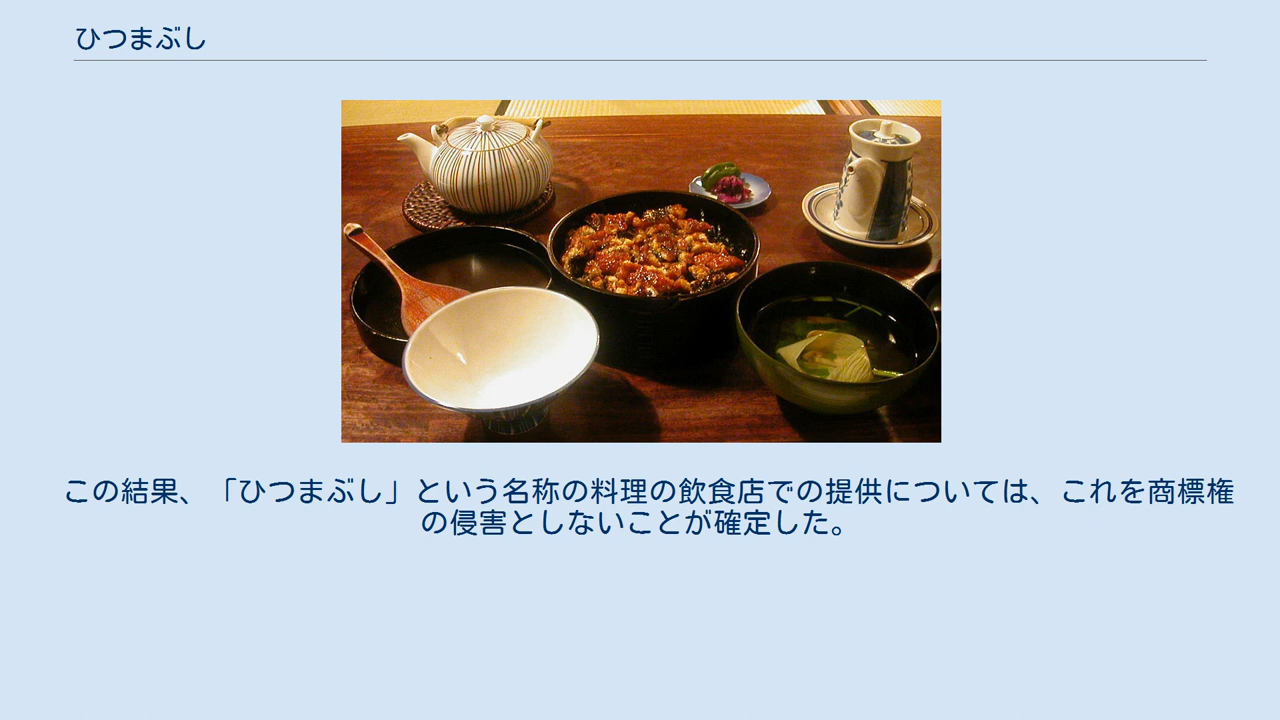 ひつまぶし
この結果、「ひつまぶし」という名称の料理の飲食店での提供については、これを商標権
の侵害としないことが確定した。